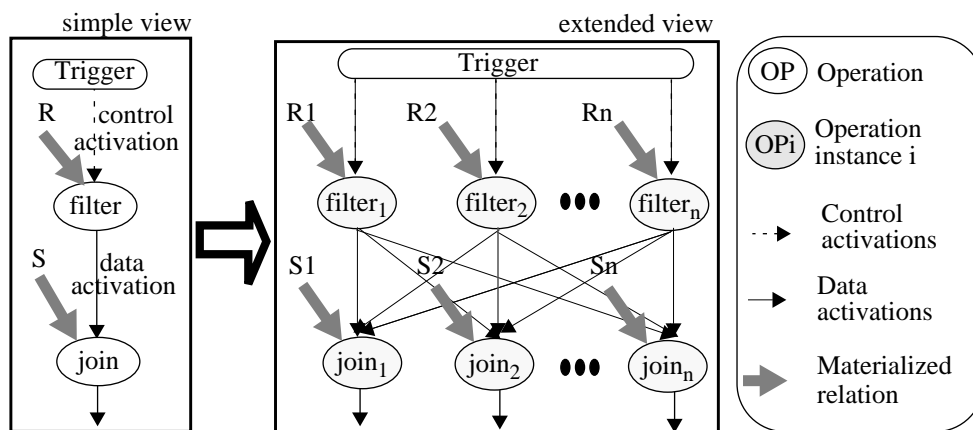 simple view
Trigger
R
control
activation
filter
S
data
activation
join
extended view
Trigger
R1
R2
Rn
filter1
filter2
filtern
S1
S2
Sn
join1
join2
joinn
OP
Operation
OPi
Operation
instance i
Control
activations
Data
activations
Materialized
relation